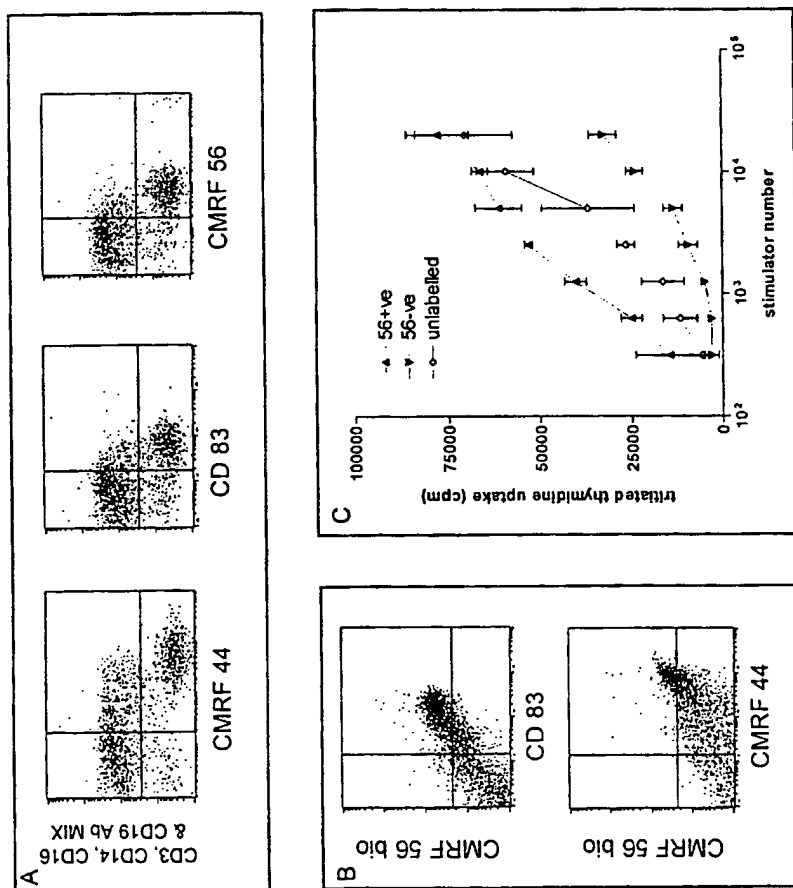 A
CD3, CD14, CD16
& CD19 Ab MIX
CMRF 44
CD 83
CMRF 56
B
CMRF 56 bio
CD 83
CMRF 56 bio
CMRF 44
C
tritiated thymidine uptake (cpm)
100000
75000
50000
25000
0
56+ve
56-ve
unlabelled
10² 10³ 10⁴ 10⁵
stimulator number